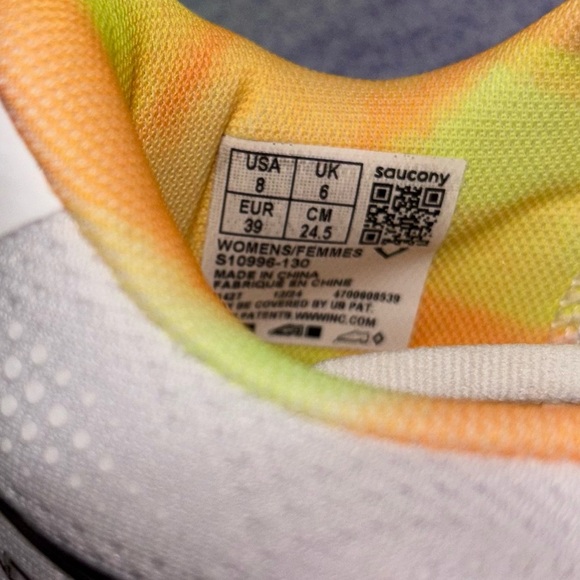 saucony
USA 8 UK 6
EUR 39 CM 24.5
WOMENS/FEMMES
S10996-130
MADE IN CHINA
FABRIQUE EN CHINE
12/24 4700908539
BE COVERED BY US PAT.
PATENTS.WWWINC.COM